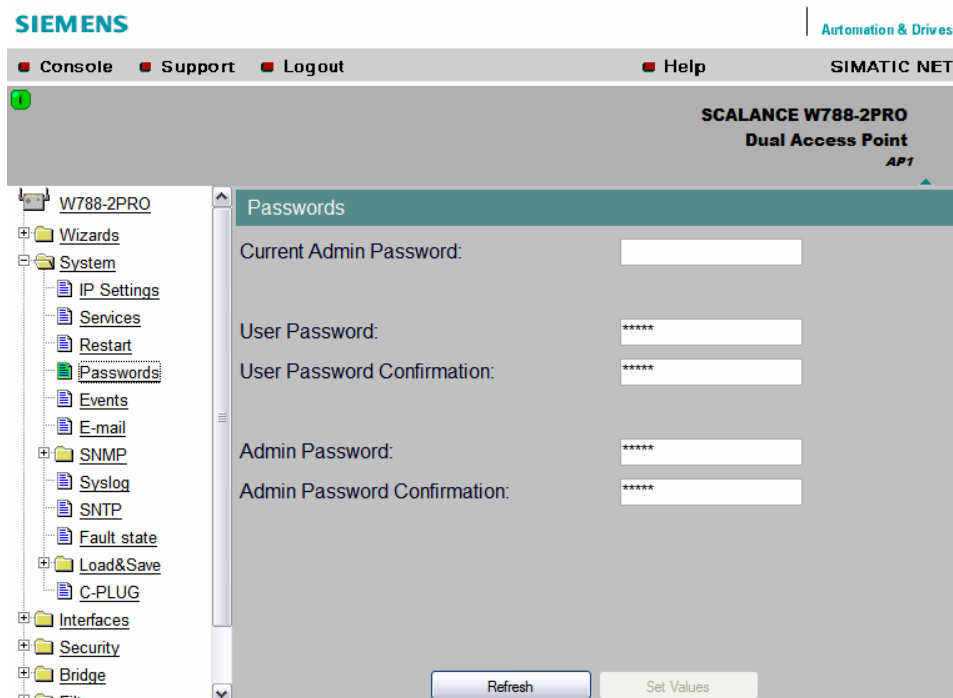 SIEMENS
Automation & Drives
Console Support Logout Help SIMATIC NET
SCALANCE W788-2PRO
Dual Access Point
AP1
W788-2PRO
Wizards
System
IP Settings
Services
Restart
Passwords
Events
E-mail
SNMP
Syslog
SNTP
Fault state
Load&Save
C-PLUG
Interfaces
Security
Bridge
Passwords
Current Admin Password:
User Password: *****
User Password Confirmation: *****
Admin Password: *****
Admin Password Confirmation: *****
Refresh Set Values